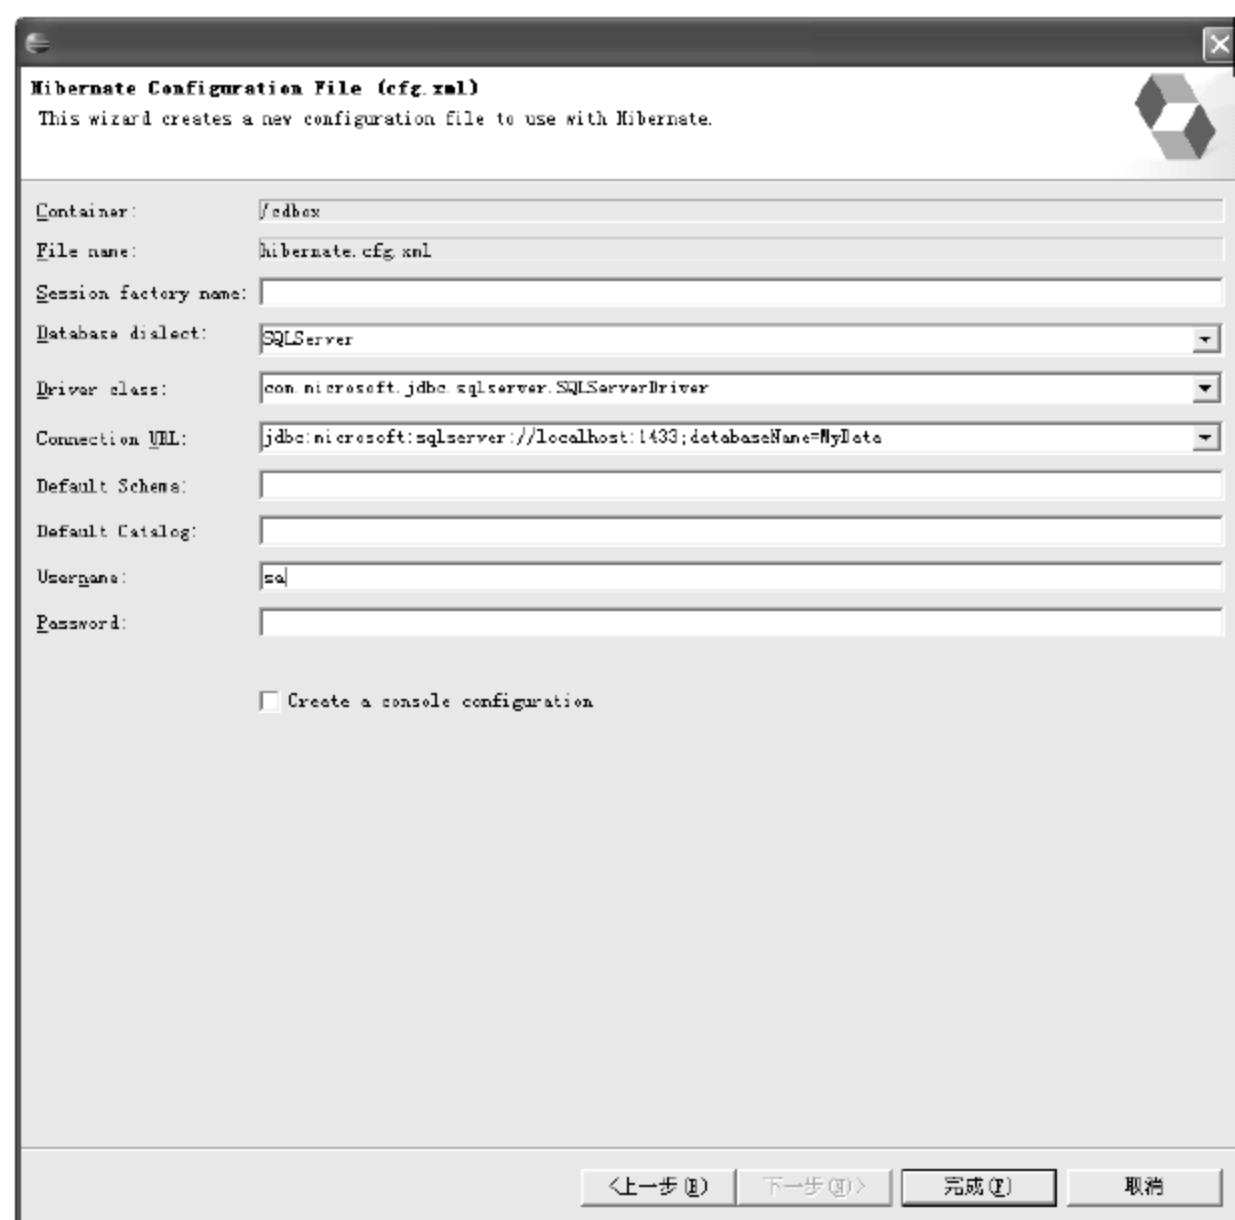 Hibernate Configuration File (cfg.xml)
This wizard creates a new configuration file to use with Hibernate.
Container: /cdbox
File name: hibernate.cfg.xml
Session factory name:
Database dialect: SQLServer
Driver class: com.microsoft.jdbc.sqlserver.SQLServerDriver
Connection URL: jdbc:microsoft:sqlserver://localhost:1433;databaseName=MyData
Default Schema:
Default Catalog:
Username: sa
Password:
Create a console configuration
<上一步(B) 下一步(N)> 完成(F) 取消